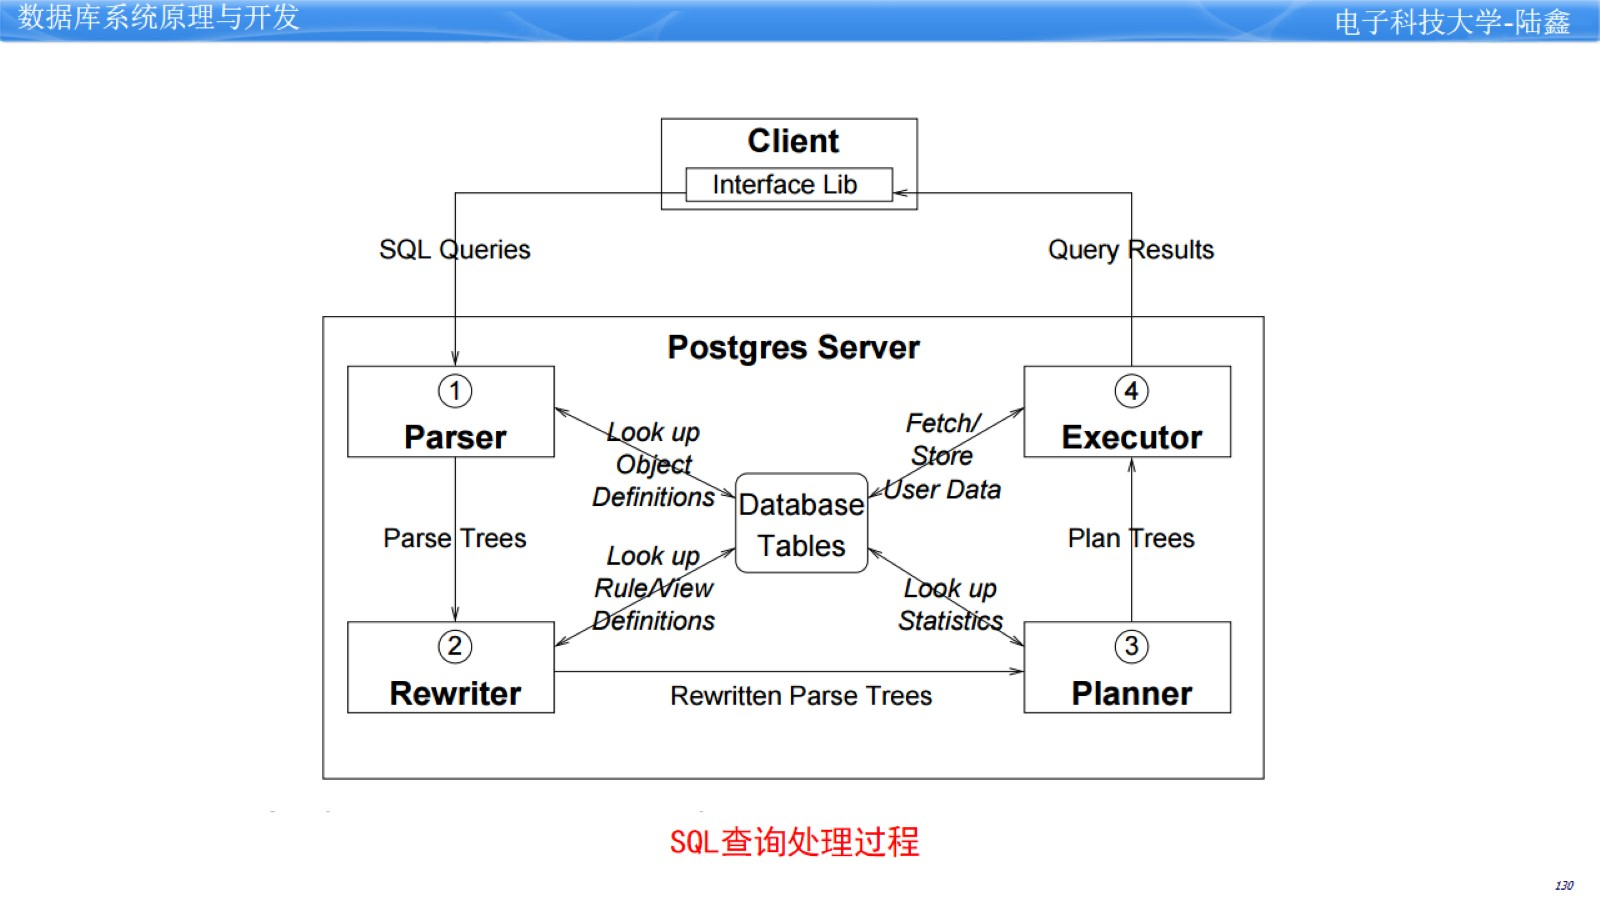 数据库系统原理与开发
电子科技大学-陆鑫
Client
Interface Lib
SQL Queries
Query Results
Postgres Server
1
Parser
4
Executor
Look up
Object
Definitions
Fetch/
Store
User Data
Database
Tables
Parse Trees
Plan Trees
Look up
Rule/View
Definitions
Look up
Statistics
2
Rewriter
3
Planner
Rewritten Parse Trees
SQL查询处理过程
130